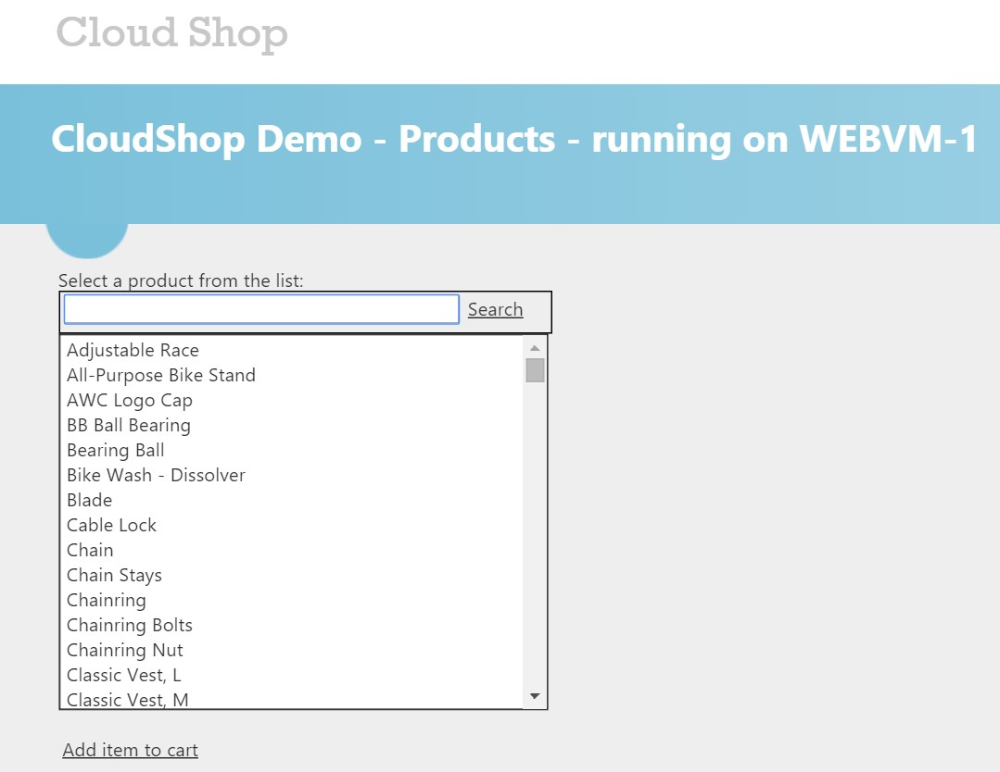 Cloud Shop
CloudShop Demo - Products - running on WEBVM-1
Select a product from the list:
Search
Adjustable Race
All-Purpose Bike Stand
AWC Logo Cap
BB Ball Bearing
Bearing Ball
Bike Wash - Dissolver
Blade
Cable Lock
Chain
Chain Stays
Chainring
Chainring Bolts
Chainring Nut
Classic Vest, L
Classic Vest, M
Add item to cart